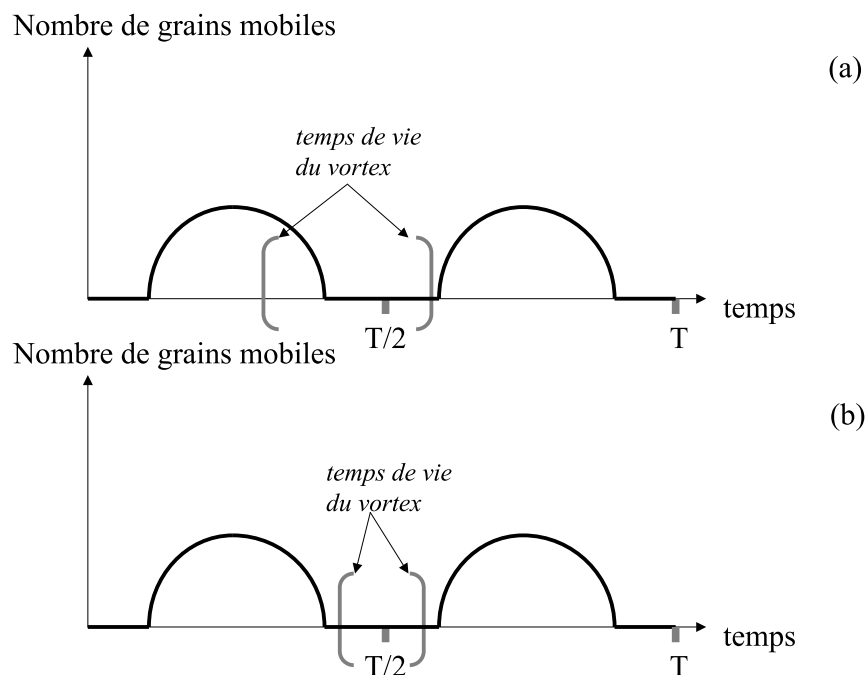 Nombre de grains mobiles
(a)
temps de vie
du vortex
temps
T/2
T
Nombre de grains mobiles
(b)
temps de vie
du vortex
temps
T/2
T